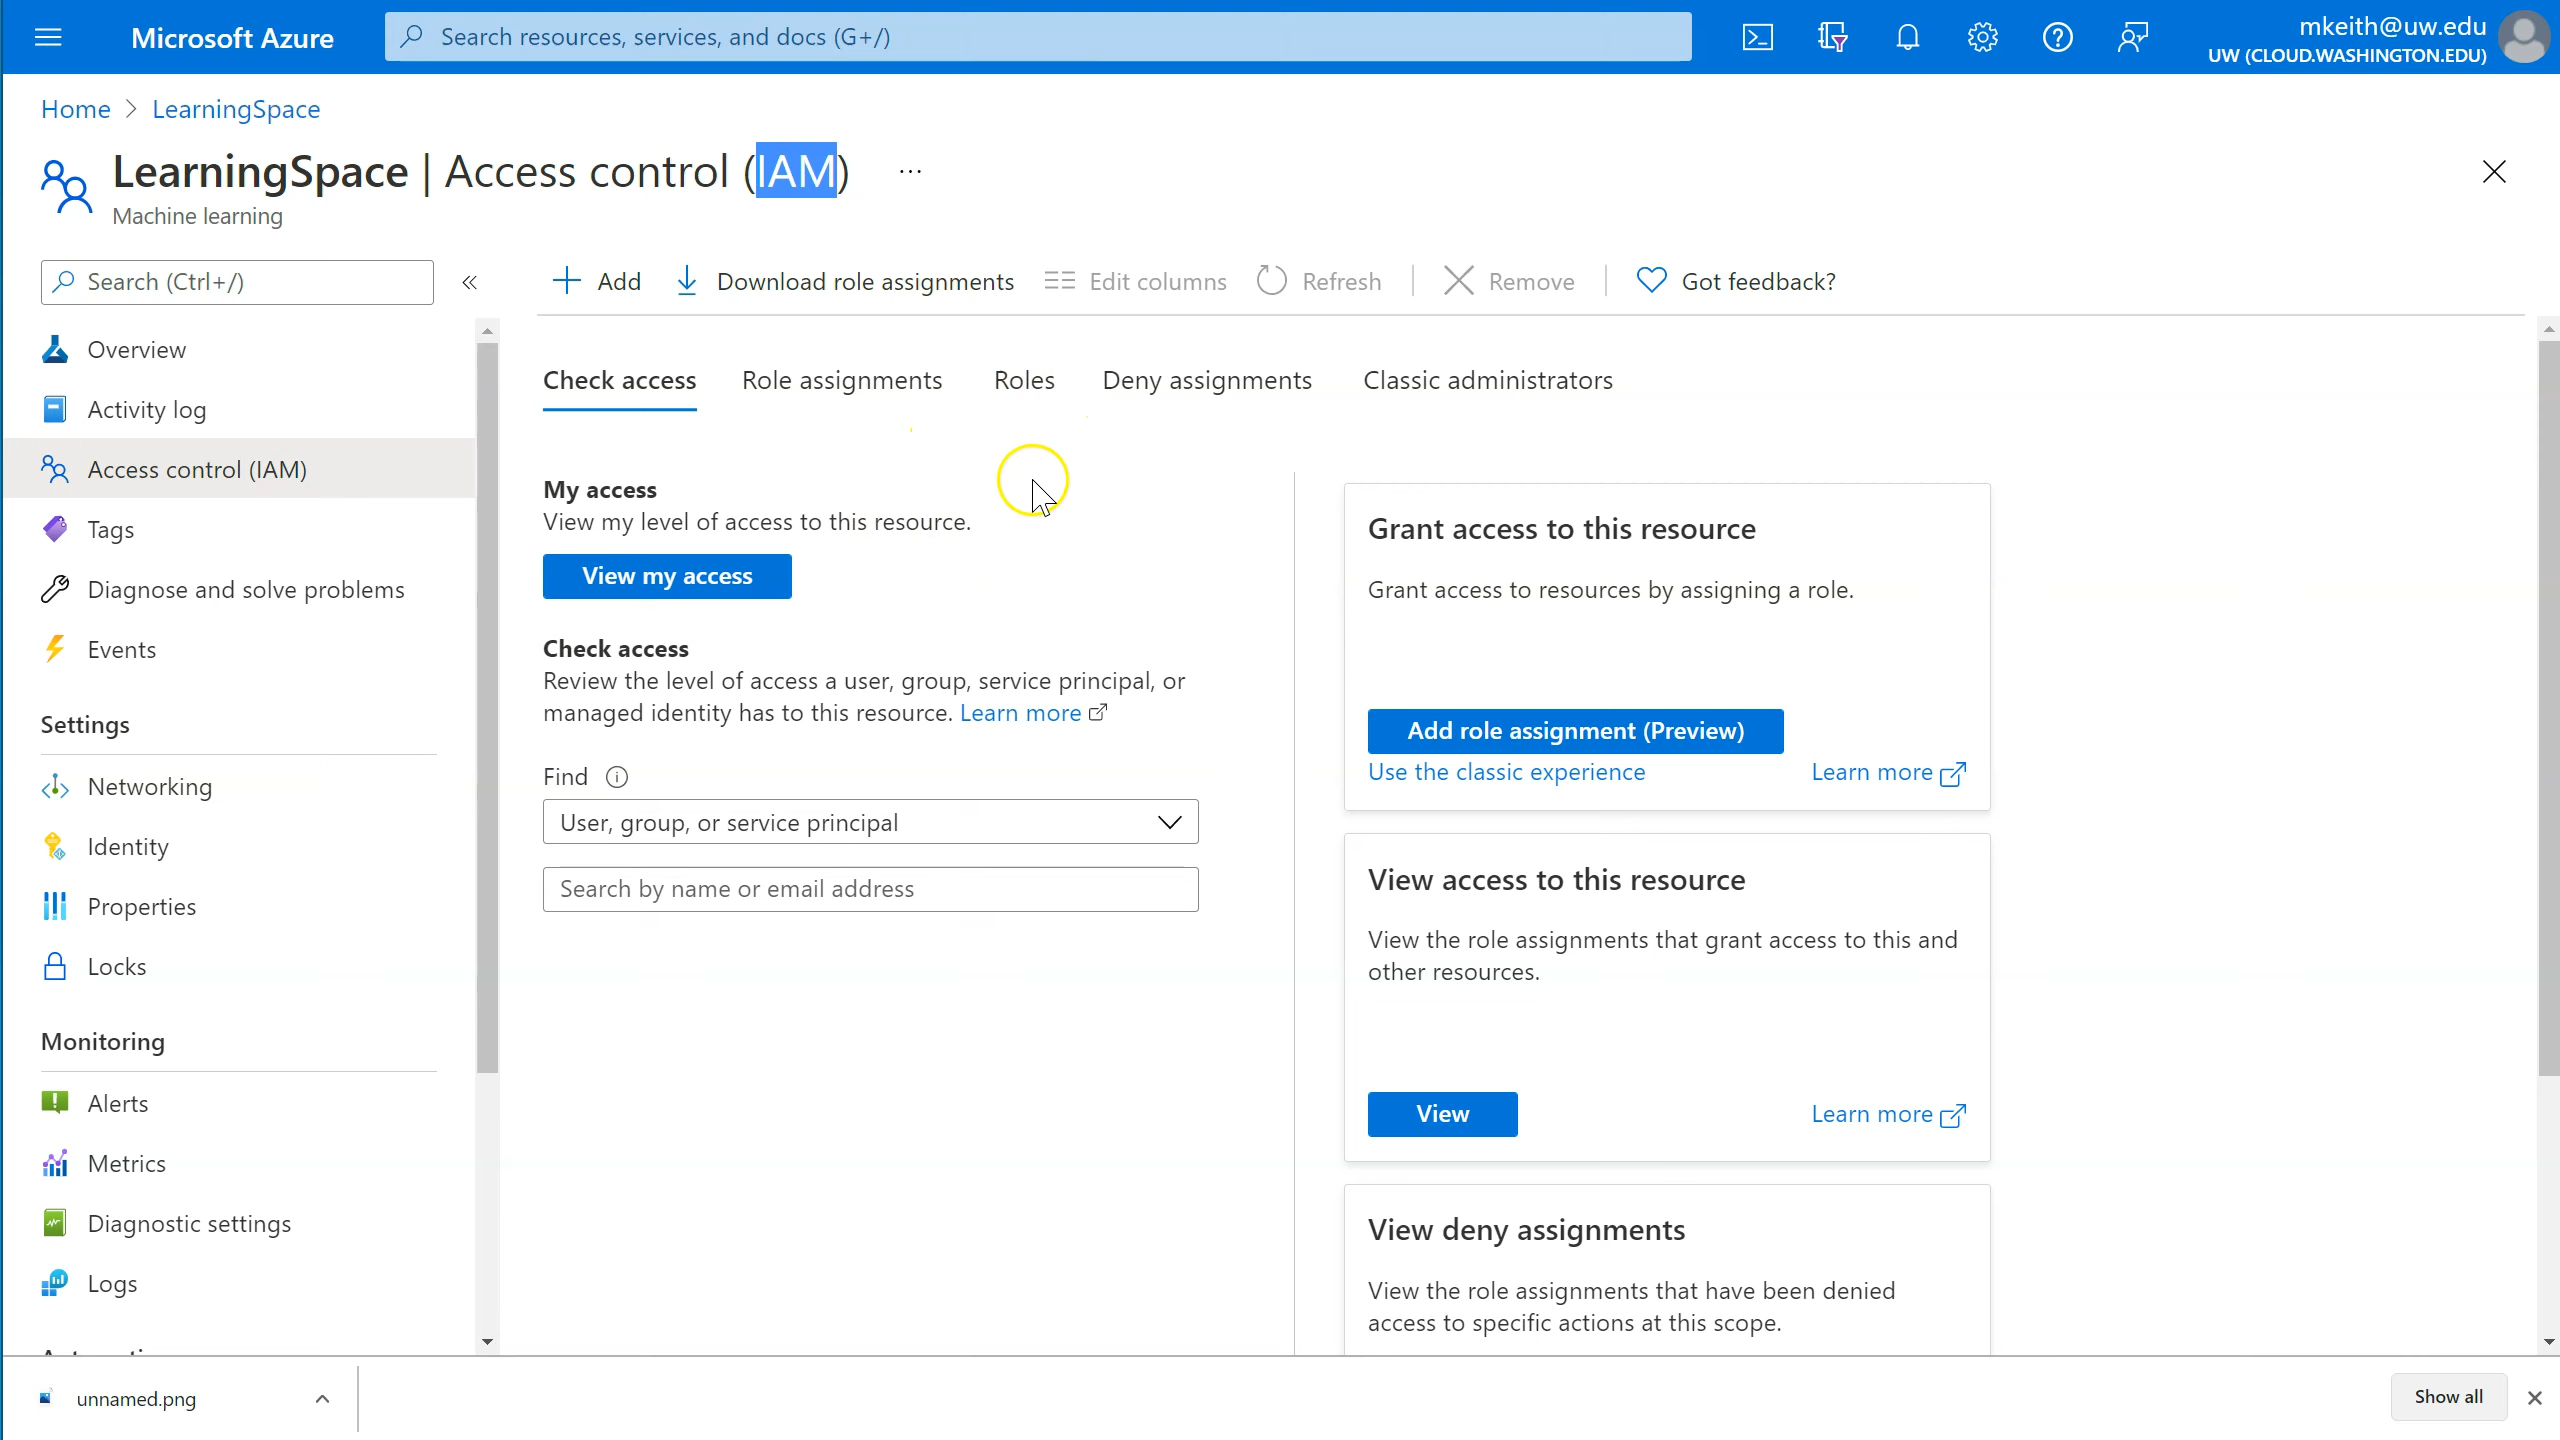 Microsoft Azure
Search resources, services, and docs (G+/)
mkeith@uw.edu
UW (CLOUD.WASHINGTON.EDU)
Home > LearningSpace
LearningSpace | Access control (IAM) ...
Machine learning
Search (Ctrl+/)
«
Add
Download role assignments
Edit columns
Refresh
Remove
Got feedback?
Overview
Activity log
Access control (IAM)
Tags
Diagnose and solve problems
Events
Settings
Networking
Identity
Properties
Locks
Monitoring
Alerts
Metrics
Diagnostic settings
Logs
Check access
Role assignments
Roles
Deny assignments
Classic administrators
My access
View my level of access to this resource.
View my access
Check access
Review the level of access a user, group, service principal, or
managed identity has to this resource. Learn more
Find
User, group, or service principal
Search by name or email address
Grant access to this resource
Grant access to resources by assigning a role.
Add role assignment (Preview)
Use the classic experience
Learn more
View access to this resource
View the role assignments that grant access to this and
other resources.
View
Learn more
View deny assignments
View the role assignments that have been denied
access to specific actions at this scope.
unnamed.png
Show all